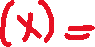 (x) =